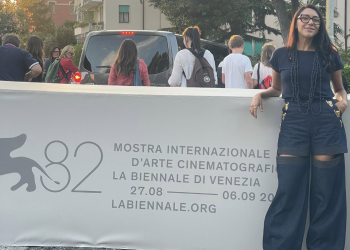 82
MOSTRA INTERNAZIONALE
D'ARTE CINEMATOGRAFI
LA BIENNALE DI VENEZIA
27.08 — 06.09 20
LABIENNALE.ORG